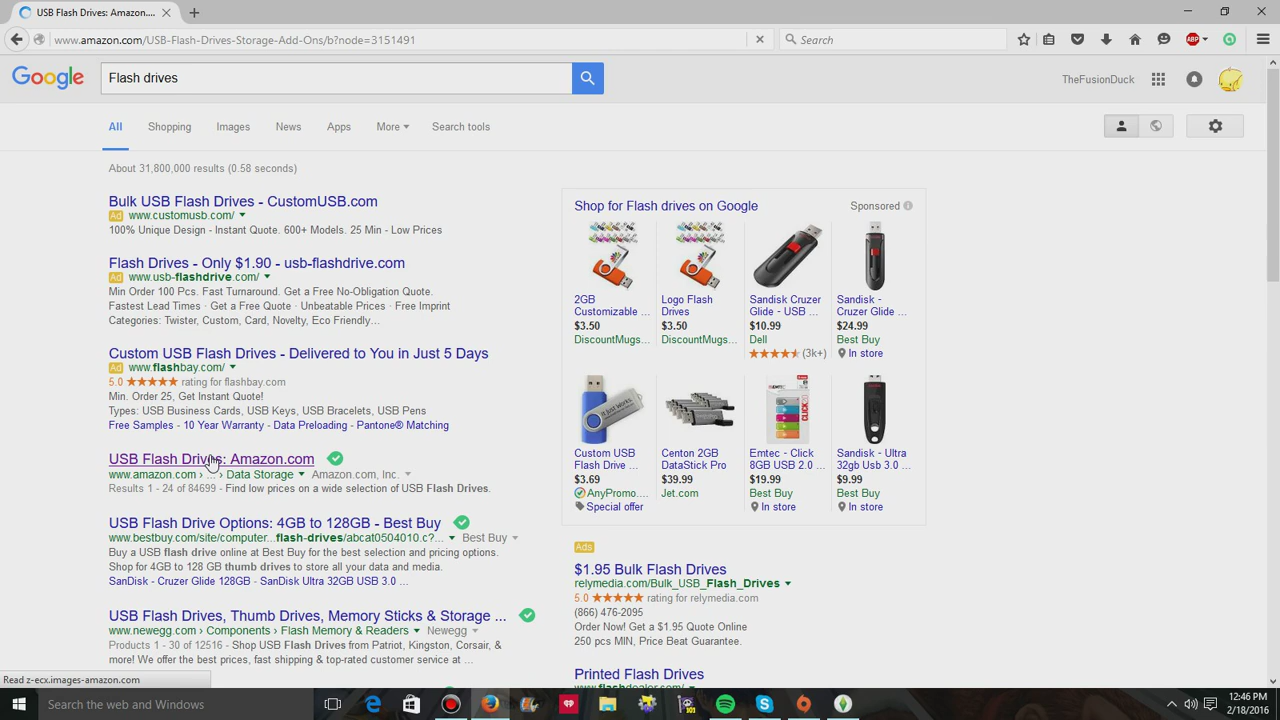 USB Flash Drives: Amazon....
www.amazon.com/USB-Flash-Drives-Storage-Add-Ons/b?node=3151491
Search
ABP
Google
Flash drives
TheFusionDuck
All
Shopping
Images
News
Apps
More
Search tools
About 31,800,000 results (0.58 seconds)
Bulk USB Flash Drives - CustomUSB.com
Ad www.customusb.com/
100% Unique Design - Instant Quote. 600+ Models. 25 Min - Low Prices
Flash Drives - Only $1.90 - usb-flashdrive.com
Ad www.usb-flashdrive.com/
Min Order 100 Pcs. Fast Turnaround. Get a Free No-Obligation Quote.
Fastest Lead Times · Get a Free Quote · Unbeatable Prices · Free Imprint
Categories: Twister, Custom, Card, Novelty, Eco Friendly...
Custom USB Flash Drives - Delivered to You in Just 5 Days
Ad www.flashbay.com/
5.0 ★★★★★ rating for flashbay.com
Min. Order 25, Get Instant Quote!
Types: USB Business Cards, USB Keys, USB Bracelets, USB Pens
Free Samples - 10 Year Warranty - Data Preloading - Pantone® Matching
USB Flash Drives: Amazon.com
www.amazon.com › ... › Data Storage Amazon.com, Inc.
Results 1 - 24 of 84699 - Find low prices on a wide selection of USB Flash Drives.
USB Flash Drive Options: 4GB to 128GB - Best Buy
www.bestbuy.com/site/computer...flash-drives/abcat0504010.c?... Best Buy
Buy a USB flash drive online at Best Buy for the best selection and pricing options.
Shop for 4GB to 128 GB thumb drives to store all your data and media.
SanDisk - Cruzer Glide 128GB - SanDisk Ultra 32GB USB 3.0 ...
USB Flash Drives, Thumb Drives, Memory Sticks & Storage ...
www.newegg.com › Components › Flash Memory & Readers Newegg
Products 1 - 30 of 12516 - Shop USB Flash Drives from Patriot, Kingston, Corsair, &
more! We offer the best prices, fast shipping & top-rated customer service at ...
Shop for Flash drives on Google
Sponsored
2GB
Customizable ...
$3.50
DiscountMugs...
Logo Flash
Drives
$3.50
DiscountMugs...
Sandisk Cruzer
Glide - USB ...
$10.99
Dell
(3k+)
Sandisk -
Cruzer Glide ...
$24.99
Best Buy
In store
Custom USB
Flash Drive ...
$3.69
AnyPromo....
Special offer
Centon 2GB
DataStick Pro
$39.99
Jet.com
Emtec - Click
8GB USB 2.0 ...
$19.99
Best Buy
In store
Sandisk - Ultra
32gb Usb 3.0 ...
$9.99
Best Buy
In store
Ads
$1.95 Bulk Flash Drives
relymedia.com/Bulk_USB_Flash_Drives
5.0 ★★★★★ rating for relymedia.com
(866) 476-2095
Order Now! Get a $1.95 Quote Online
250 pcs MIN, Price Beat Guarantee.
Printed Flash Drives
Read z-ecx.images-amazon.com
Search the web and Windows
12:46 PM
2/18/2016